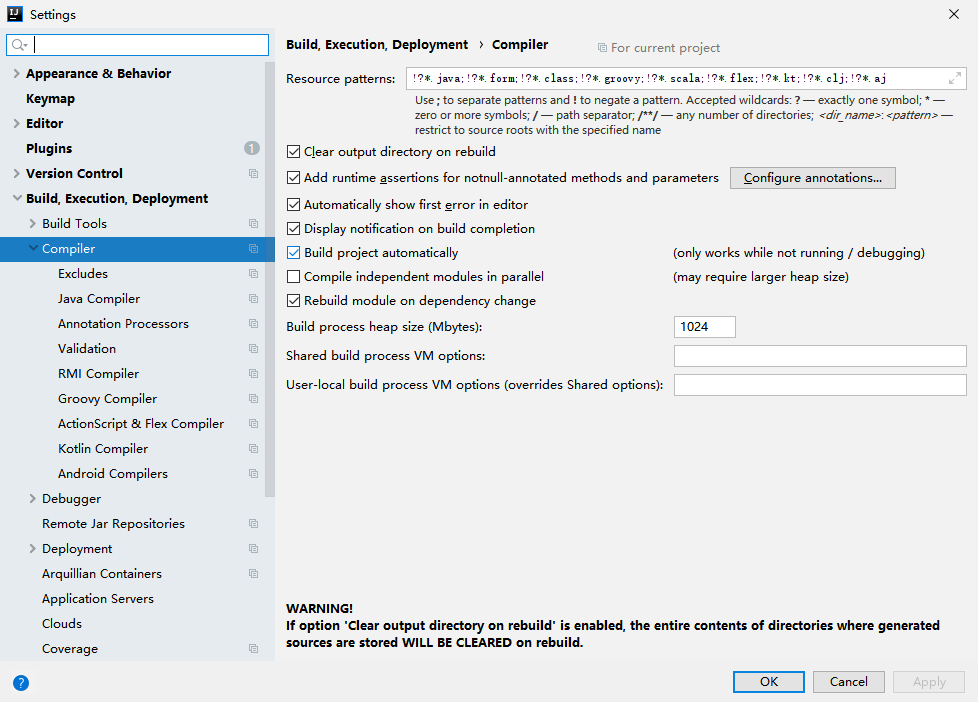 Settings
Appearance & Behavior
Keymap
Editor
Plugins 1
Version Control
Build, Execution, Deployment
Build Tools
Compiler
Excludes
Java Compiler
Annotation Processors
Validation
RMI Compiler
Groovy Compiler
ActionScript & Flex Compiler
Kotlin Compiler
Android Compilers
Debugger
Remote Jar Repositories
Deployment
Arquillian Containers
Application Servers
Clouds
Coverage
Build, Execution, Deployment › Compiler For current project
Resource patterns: !?*.java;!?*.form;!?*.class;!?*.groovy;!?*.scala;!?*.flex;!?*.kt;!?*.clj;!?*.aj
Use ; to separate patterns and ! to negate a pattern. Accepted wildcards: ? — exactly one symbol; * —
zero or more symbols; / — path separator; /**/ — any number of directories; <dir_name>:<pattern> —
restrict to source roots with the specified name
Clear output directory on rebuild
Add runtime assertions for notnull-annotated methods and parameters Configure annotations...
Automatically show first error in editor
Display notification on build completion
Build project automatically (only works while not running / debugging)
Compile independent modules in parallel (may require larger heap size)
Rebuild module on dependency change
Build process heap size (Mbytes): 1024
Shared build process VM options:
User-local build process VM options (overrides Shared options):
WARNING!
If option 'Clear output directory on rebuild' is enabled, the entire contents of directories where generated
sources are stored WILL BE CLEARED on rebuild.
? OK Cancel Apply